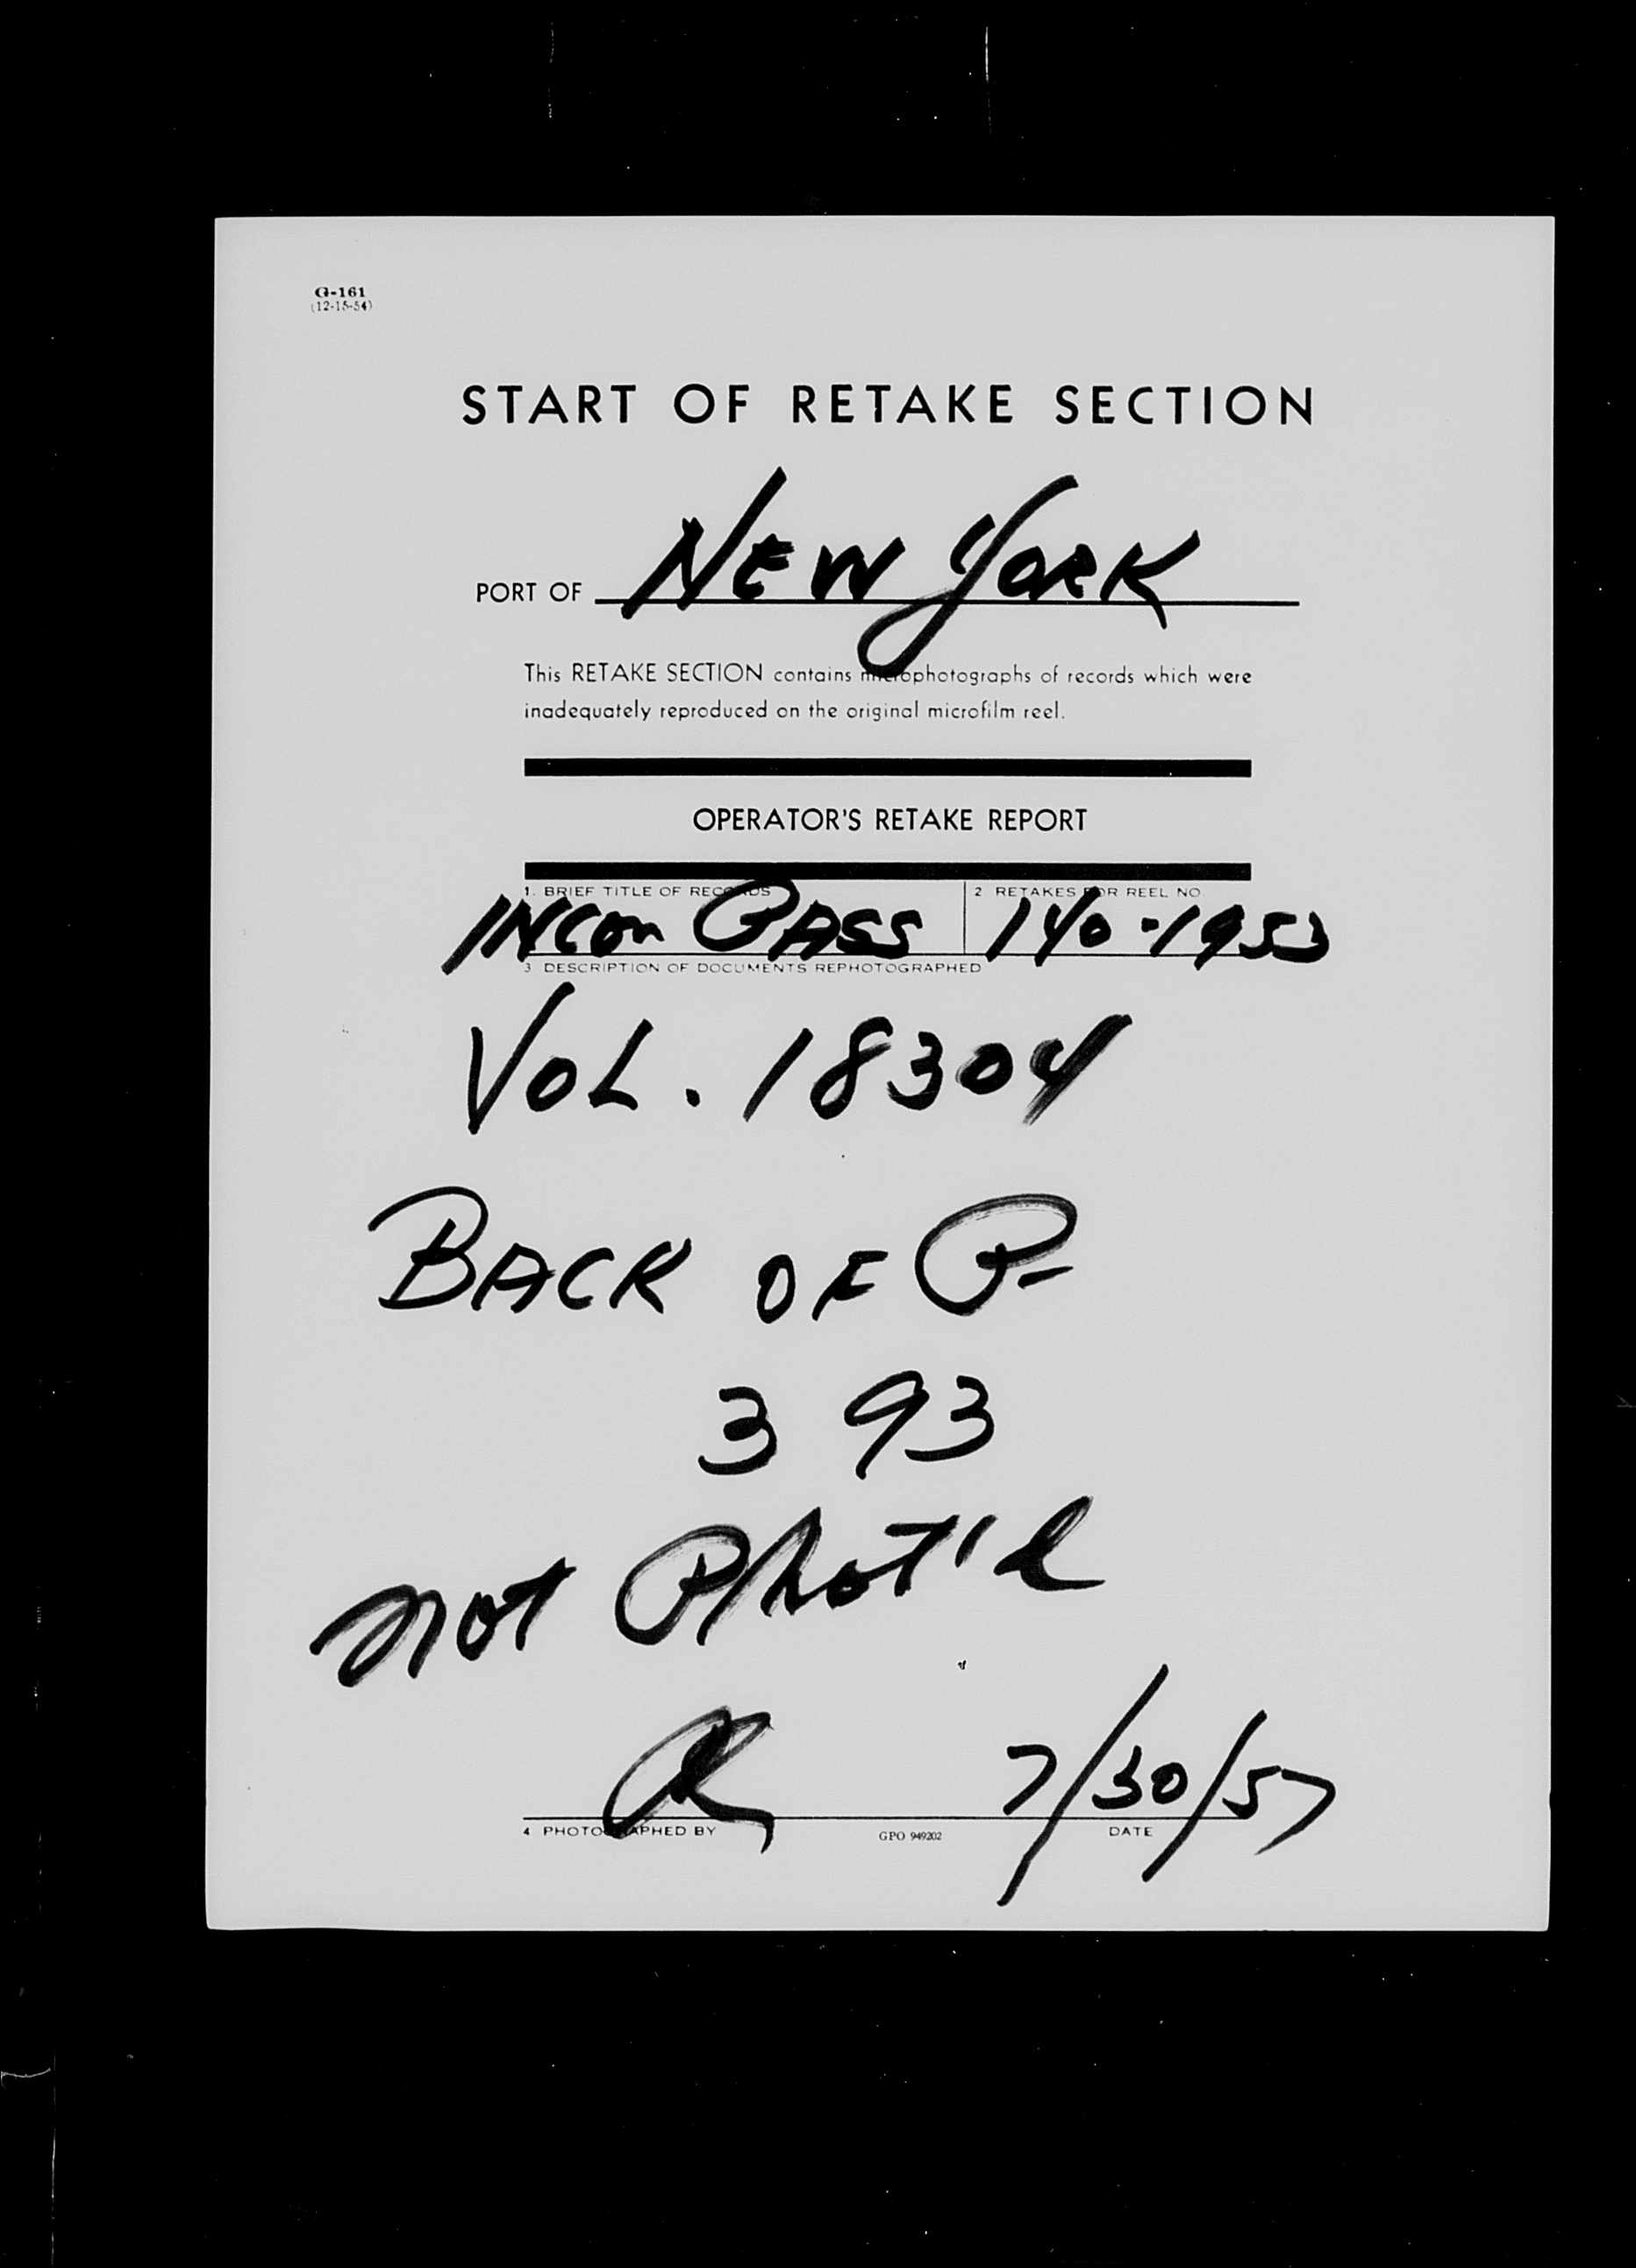 G-161
(12-15-54)
START OF RETAKE SECTION
PORT OF NEW YORK
This RETAKE SECTION contains microphotographs of records which were
inadequately reproduced on the original microfilm reel.
OPERATOR'S RETAKE REPORT
1. BRIEF TITLE OF RECORDS 2 RETAKES FOR REEL NO
INCOM PASS 140-1953
3 DESCRIPTION OF DOCUMENTS REPHOTOGRAPHED
VOL. 18304
BACK OF P-
393
not Phot'd
7/30/57
4 PHOTOGRAPHED BY GPO 949202 DATE